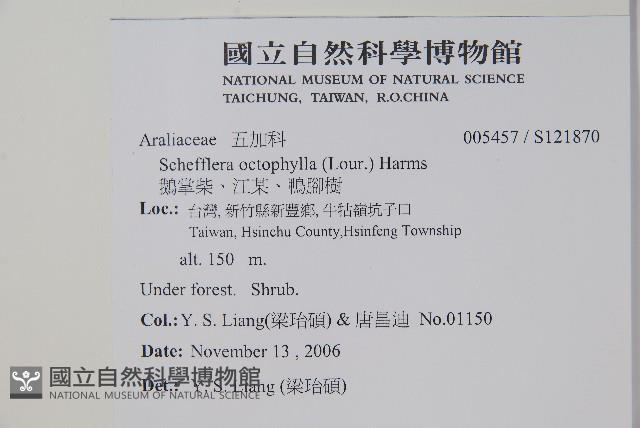 國立自然科學博物館
NATIONAL MUSEUM OF NATURAL SCIENCE
TAICHUNG, TAIWAN, R.O.CHINA
Araliaceae 五加科 005457 / S121870
Schefflera octophylla (Lour.) Harms
鵝掌柴、江某、鴨腳樹
Loc.: 台灣, 新竹縣新豐鄉, 牛牯嶺坑子口
Taiwan, Hsinchu County,Hsinfeng Township
alt. 150 m.
Under forest. Shrub.
Col.: Y. S. Liang(梁珆碩) & 唐昌迪 No.01150
Date: November 13 , 2006
Det.: Y. S. Liang (梁珆碩)
國立自然科學博物館
NATIONAL MUSEUM OF NATURAL SCIENCE